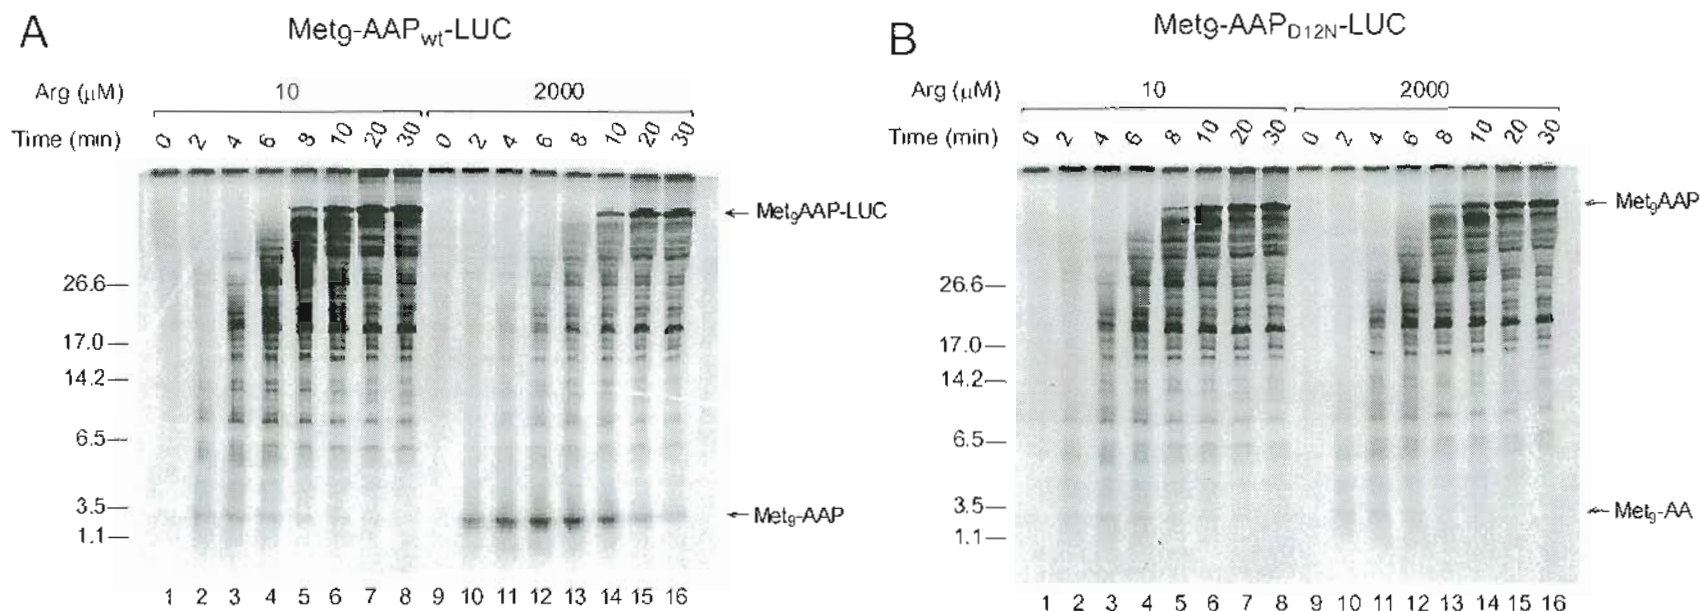 A
Met9-AAPwt-LUC
Arg (μM)
10
2000
Time (min)
0 2 4 6 8 10 20 30 0 2 4 6 8 10 20 30
Met9AAP-LUC
26.6
17.0
14.2
6.5
3.5
Met9-AAP
1.1
1 2 3 4 5 6 7 8 9 10 11 12 13 14 15 16
B
Met9-AAPD12N-LUC
Arg (μM)
10
2000
Time (min)
0 2 4 6 8 10 20 30 0 2 4 6 8 10 20 30
Met9AAP
26.6
17.0
14.2
6.5
3.5
Met9-AA
1.1
1 2 3 4 5 6 7 8 9 10 11 12 13 14 15 16